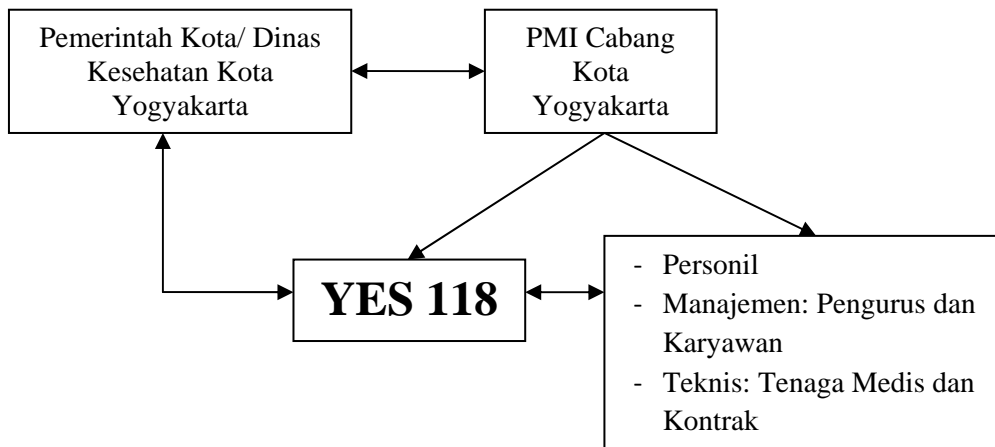 Pemerintah Kota/ Dinas
Kesehatan Kota
Yogyakarta
PMI Cabang
Kota
Yogyakarta
YES 118
- Personil
- Manajemen: Pengurus dan
Karyawan
- Teknis: Tenaga Medis dan
Kontrak